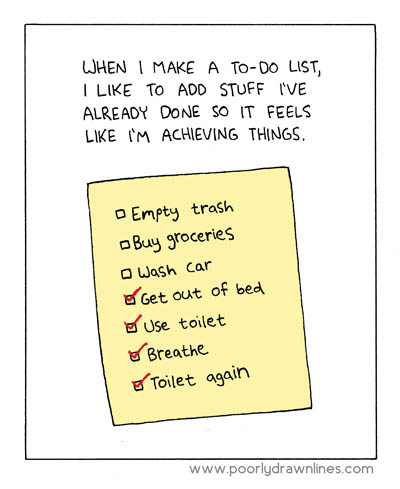 WHEN I MAKE A TO-DO LIST,
I LIKE TO ADD STUFF I'VE
ALREADY DONE SO IT FEELS
LIKE I'M ACHIEVING THINGS.
Empty trash
Buy groceries
Wash car
Get out of bed
Use toilet
Breathe
Toilet again
www.poorlydrawnlines.com